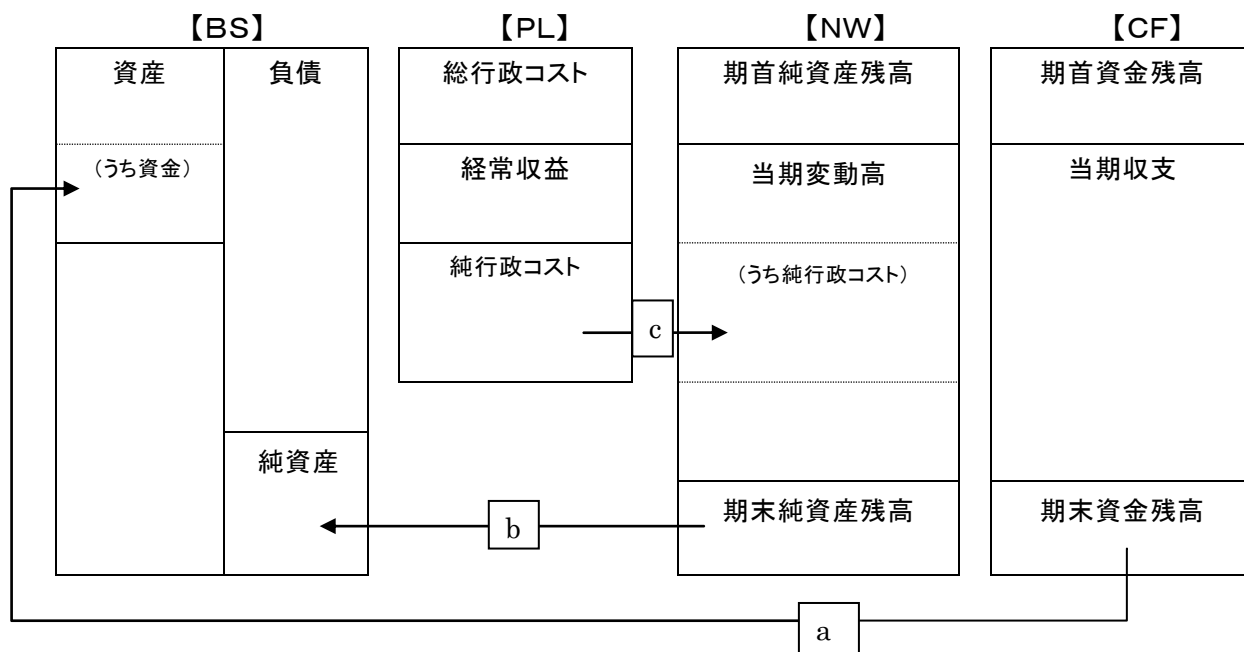 【BS】
資産
負債
(うち資金)
純資産
【PL】
総行政コスト
経常収益
純行政コスト
【NW】
期首純資産残高
当期変動高
(うち純行政コスト)
期末純資産残高
【CF】
期首資金残高
当期収支
期末資金残高
c
b
a